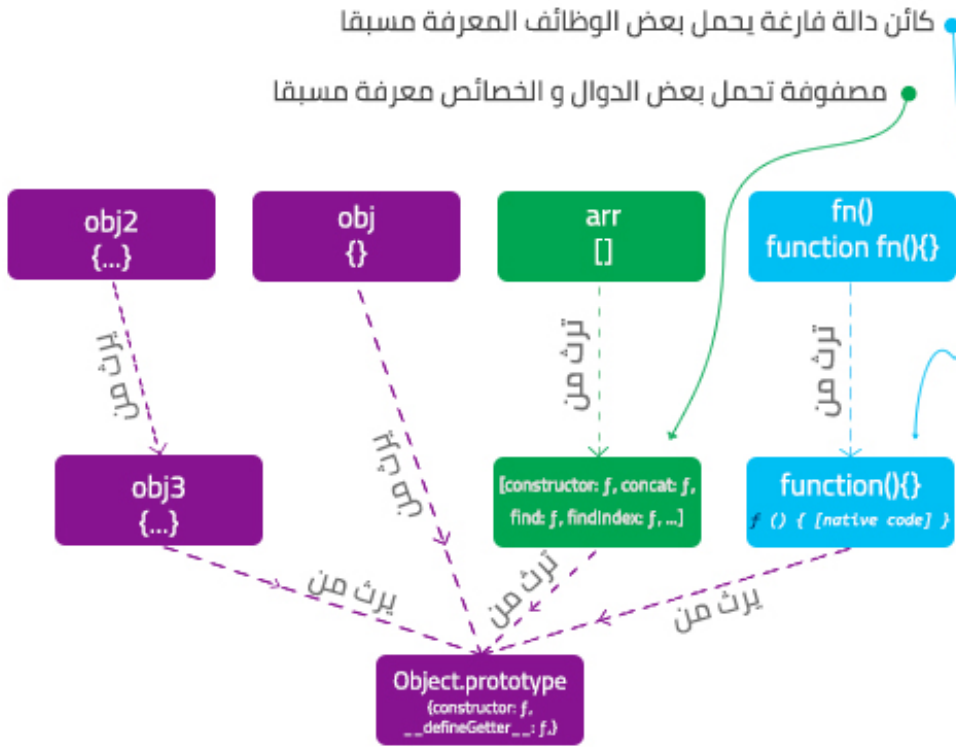 كائن دالة فارغة يحمل بعض الوظائف المعرفة مسبقا
مصفوفة تحمل بعض الدوال و الخصائص معرفة مسبقا
obj2
{...}
obj
{}
arr
[]
fn()
function fn(){}
يرث من
يرث من
ترث من
ترث من
obj3
{...}
[constructor: ƒ, concat: ƒ,
find: ƒ, findIndex: ƒ, ...]
function(){}
ƒ () { [native code] }
يرث من
ترث من
يرث من
Object.prototype
{constructor: ƒ,
__defineGetter__: ƒ,}